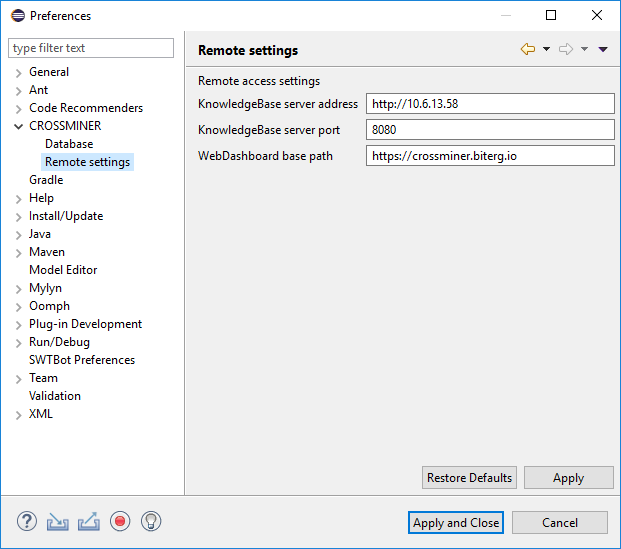 Preferences
type filter text
General
Ant
Code Recommenders
CROSSMINER
Database
Remote settings
Gradle
Help
Install/Update
Java
Maven
Model Editor
Mylyn
Oomph
Plug-in Development
Run/Debug
SWTBot Preferences
Team
Validation
XML
Remote settings
Remote access settings
KnowledgeBase server address http://10.6.13.58
KnowledgeBase server port 8080
WebDashboard base path https://crossminer.biterg.io
Restore Defaults Apply
Apply and Close Cancel